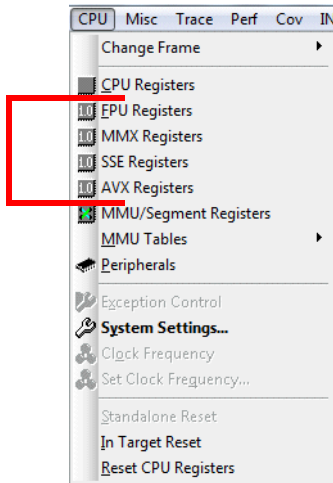 CPU Misc Trace Perf Cov IN
Change Frame
CPU Registers
FPU Registers
MMX Registers
SSE Registers
AVX Registers
MMU/Segment Registers
MMU Tables
Peripherals
Exception Control
System Settings...
Clock Frequency
Set Clock Frequency...
Standalone Reset
In Target Reset
Reset CPU Registers